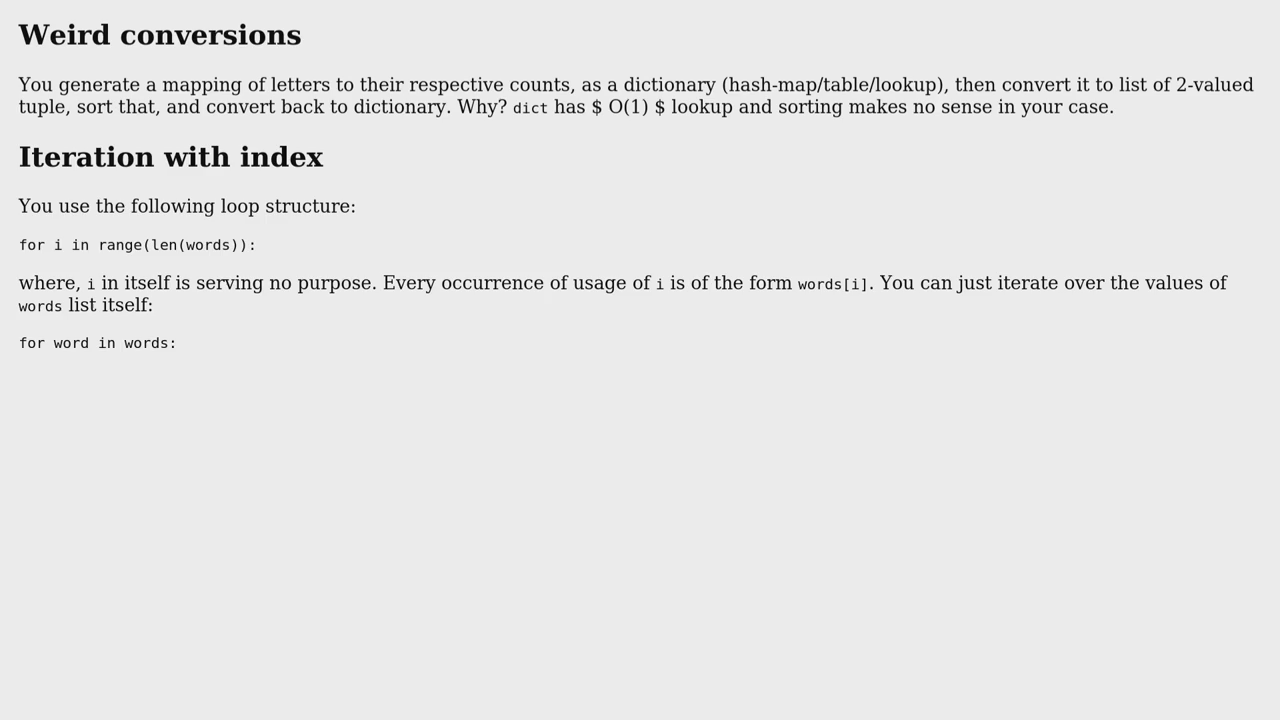 Weird conversions
You generate a mapping of letters to their respective counts, as a dictionary (hash-map/table/lookup), then convert it to list of 2-valued
tuple, sort that, and convert back to dictionary. Why? dict has $ O(1) $ lookup and sorting makes no sense in your case.
Iteration with index
You use the following loop structure:
for i in range(len(words)):
where, i in itself is serving no purpose. Every occurrence of usage of i is of the form words[i]. You can just iterate over the values of
words list itself:
for word in words: